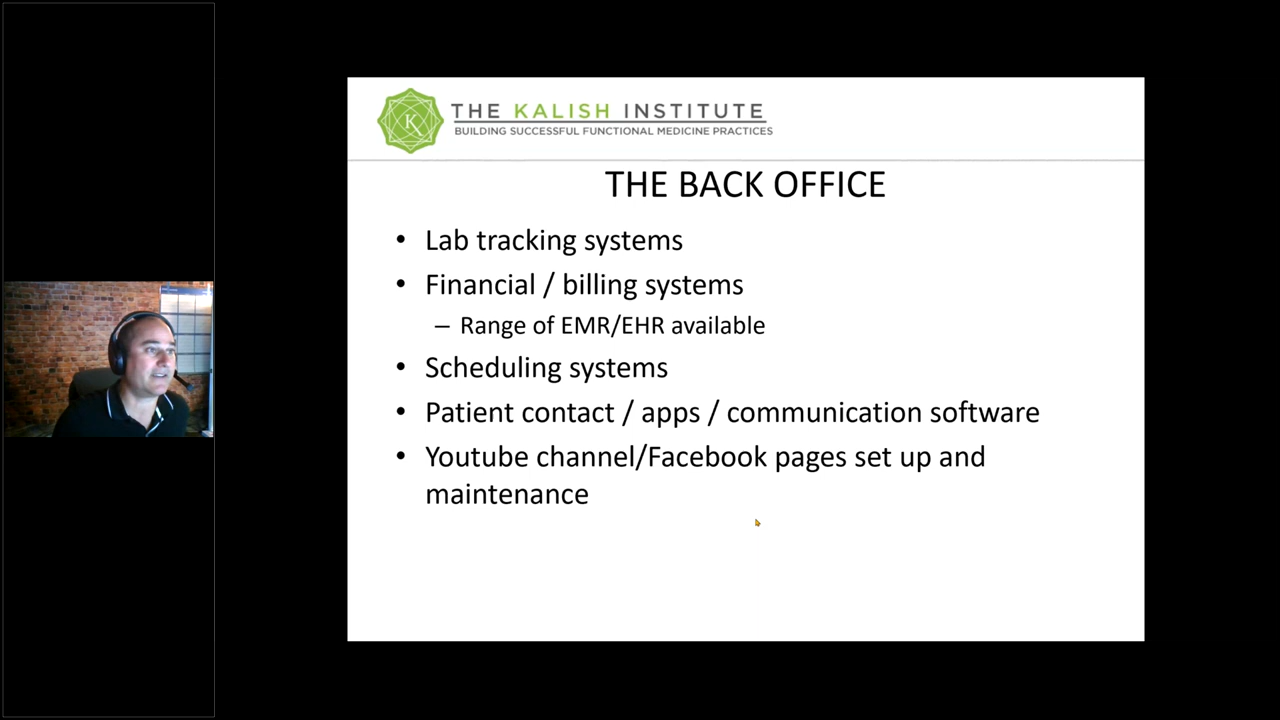 THE KALISH INSTITUTE
BUILDING SUCCESSFUL FUNCTIONAL MEDICINE PRACTICES
THE BACK OFFICE
• Lab tracking systems
• Financial / billing systems
– Range of EMR/EHR available
• Scheduling systems
• Patient contact / apps / communication software
• Youtube channel/Facebook pages set up and
maintenance